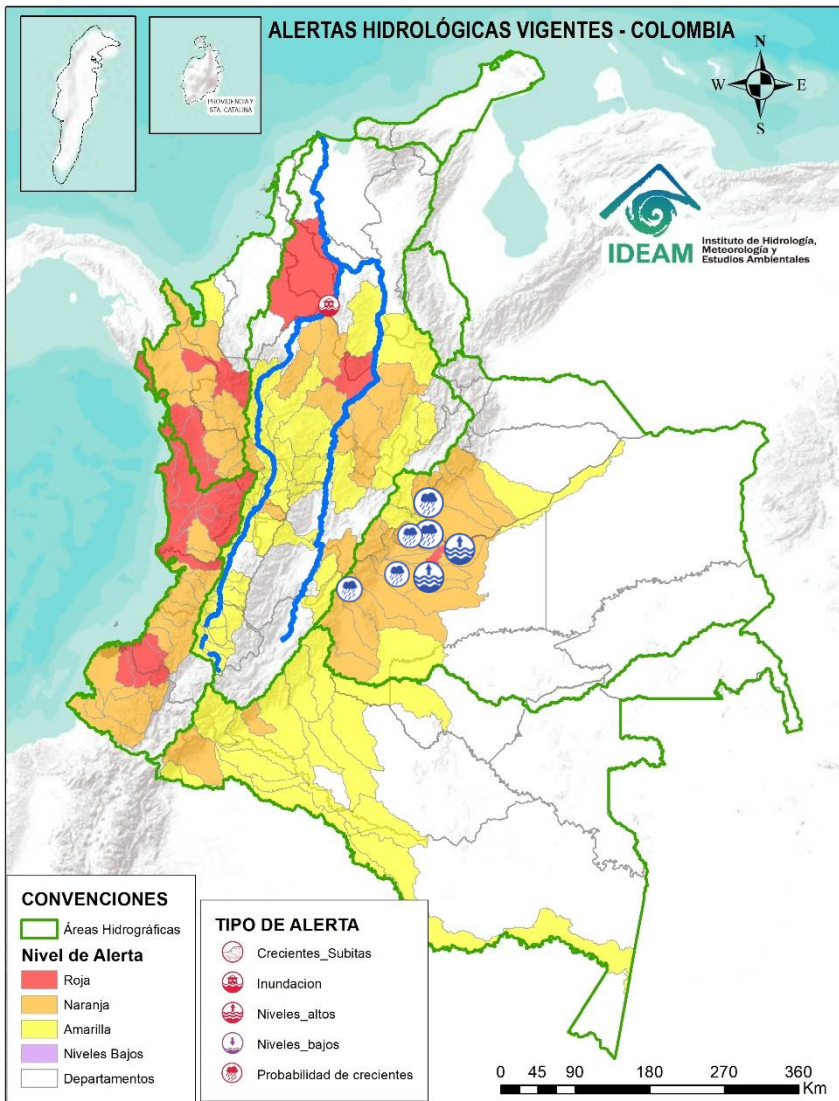 ALERTAS HIDROLÓGICAS VIGENTES - COLOMBIA
PROVIDENCIA Y
STA. CATALINA
N
W
E
S
IDEAM
Instituto de Hidrología,
Meteorología y
Estudios Ambientales
CONVENCIONES
Áreas Hidrográficas
Nivel de Alerta
Roja
Naranja
Amarilla
Niveles Bajos
Departamentos
TIPO DE ALERTA
Crecientes_Subitas
Inundacion
Niveles_altos
Niveles_bajos
Probabilidad de crecientes
0 45 90 180 270 360
Km